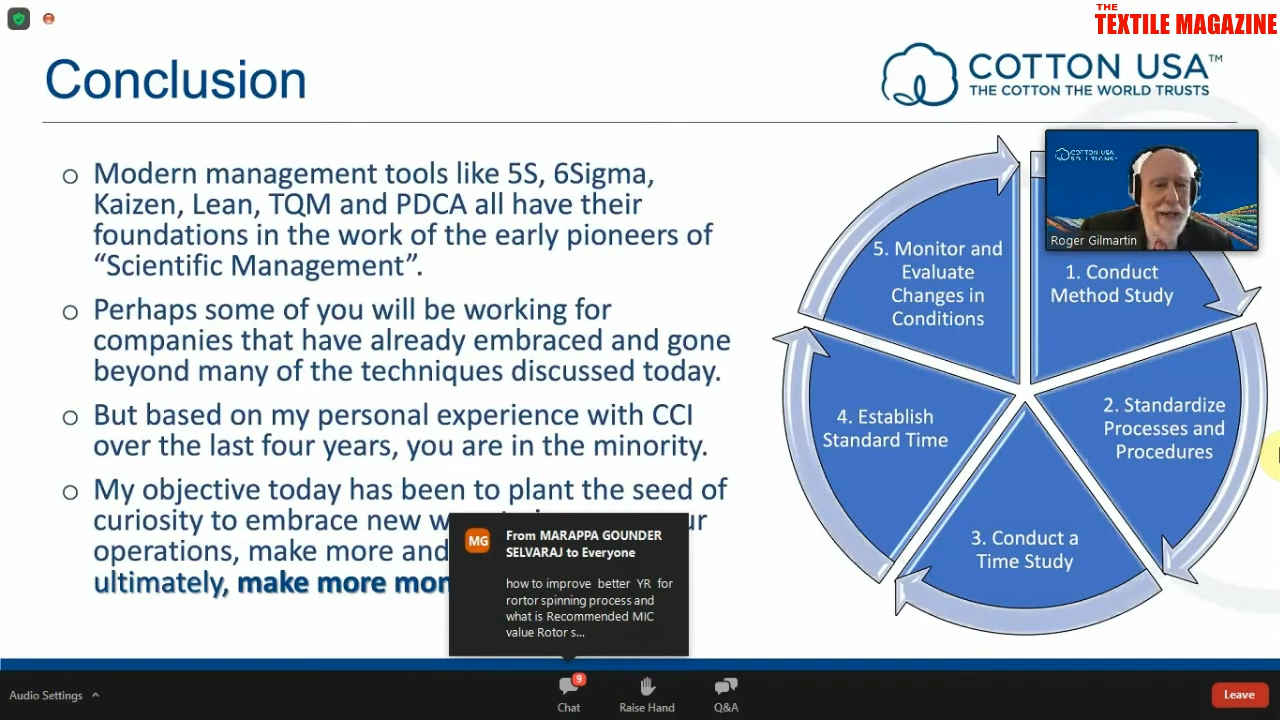 THE
TEXTILE MAGAZINE
Conclusion
COTTON USA™
THE COTTON THE WORLD TRUSTS
Modern management tools like 5S, 6Sigma,
Kaizen, Lean, TQM and PDCA all have their
foundations in the work of the early pioneers of
“Scientific Management”.
Perhaps some of you will be working for
companies that have already embraced and gone
beyond many of the techniques discussed today.
But based on my personal experience with CCI
over the last four years, you are in the minority.
My objective today has been to plant the seed of
curiosity to embrace new
operations, make more and
ultimately, make more
COTTON USA
SOLUTIONS
Roger Gilmartin
1. Conduct
Method Study
2. Standardize
Processes and
Procedures
3. Conduct a
Time Study
4. Establish
Standard Time
5. Monitor and
Evaluate
Changes in
Conditions
MG
From MARAPPA GOUNDER
SELVARAJ to Everyone
how to improve better YR for
rortor spinning process and
what is Recommended MIC
value Rotor s...
Audio Settings
9
Chat
Raise Hand
Q&A
Leave